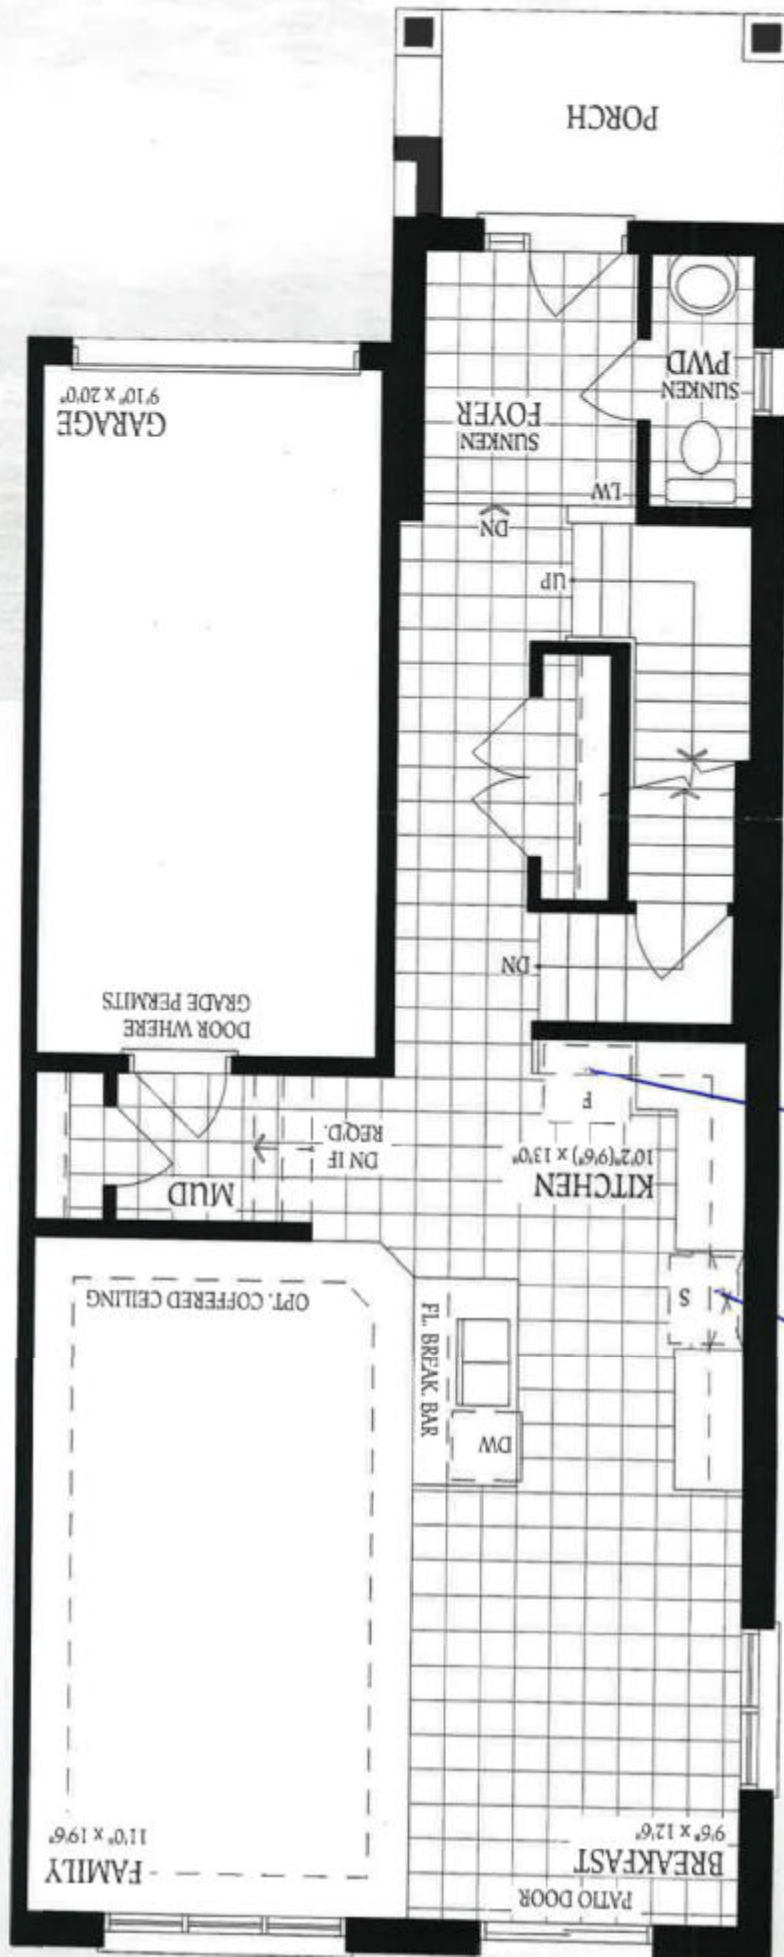 PATIO DOOR
BREAKFAST
9'6" x 12'6"
FAMILY
11'0" x 19'6"
DW
FL. BREAK. BAR
S
OPT. COFFERED CEILING
KITCHEN
10'2"(9'6") x 13'0"
MUD
DN IF
REQ'D.
F
DOOR WHERE
GRADE PERMITS
DN
UP
DN
LW
SUNKEN
FOYER
SUNKEN
PWD
GARAGE
9'10" x 20'0"
PORCH